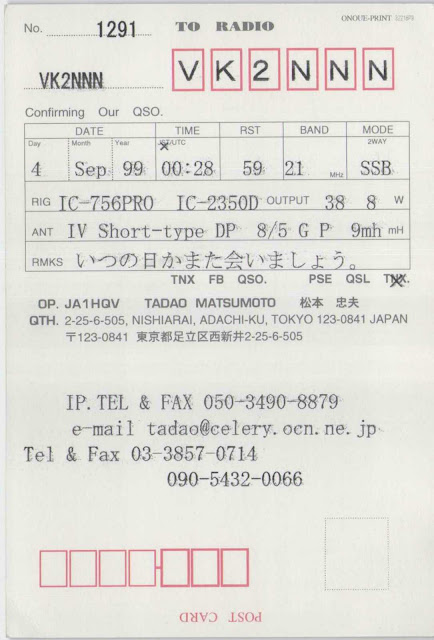 No. 1291 TO RADIO ONOUE-PRINT
VK2NNN V K 2 N N N
Confirming Our QSO.
DATE TIME RST BAND MODE
Day Month Year JST/UTC 2WAY
4 Sep 99 00:28 59 21 MHz SSB
RIG IC-756PRO IC-2350D OUTPUT 38 8 W
ANT IV Short-type DP 8/5 G P 9mh mH
RMKS いつの日かまた会いましょう。
TNX FB QSO. PSE QSL TNX.
OP. JA1HQV TADAO MATSUMOTO 松本 忠夫
QTH. 2-25-6-505, NISHIARAI, ADACHI-KU, TOKYO 123-0841 JAPAN
〒123-0841 東京都足立区西新井2-25-6-505
IP.TEL & FAX 050-3490-8879
e-mail tadao@celery.ocn.ne.jp
Tel & Fax 03-3857-0714
090-5432-0066
POST CARD